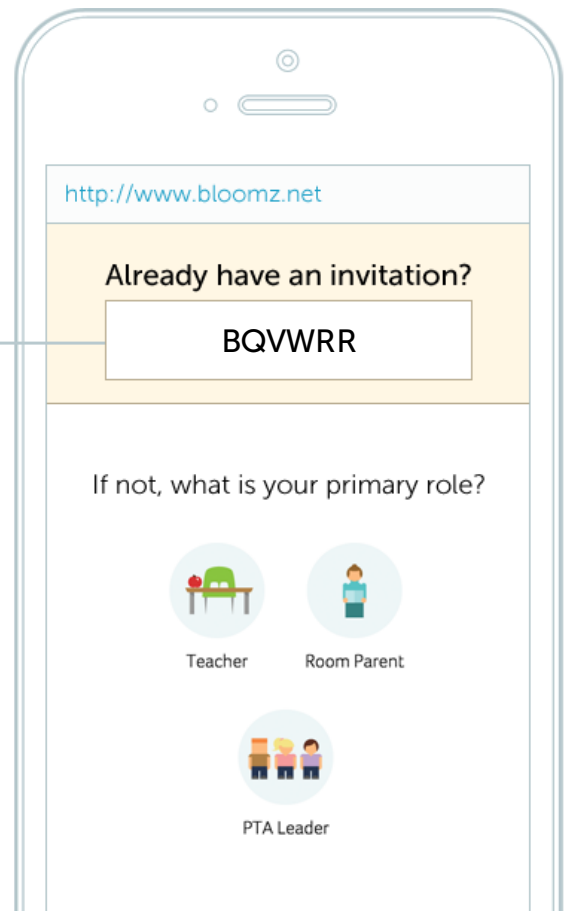 http://www.bloomz.net
Already have an invitation?
BQVWRR
If not, what is your primary role?
Teacher
Room Parent
PTA Leader